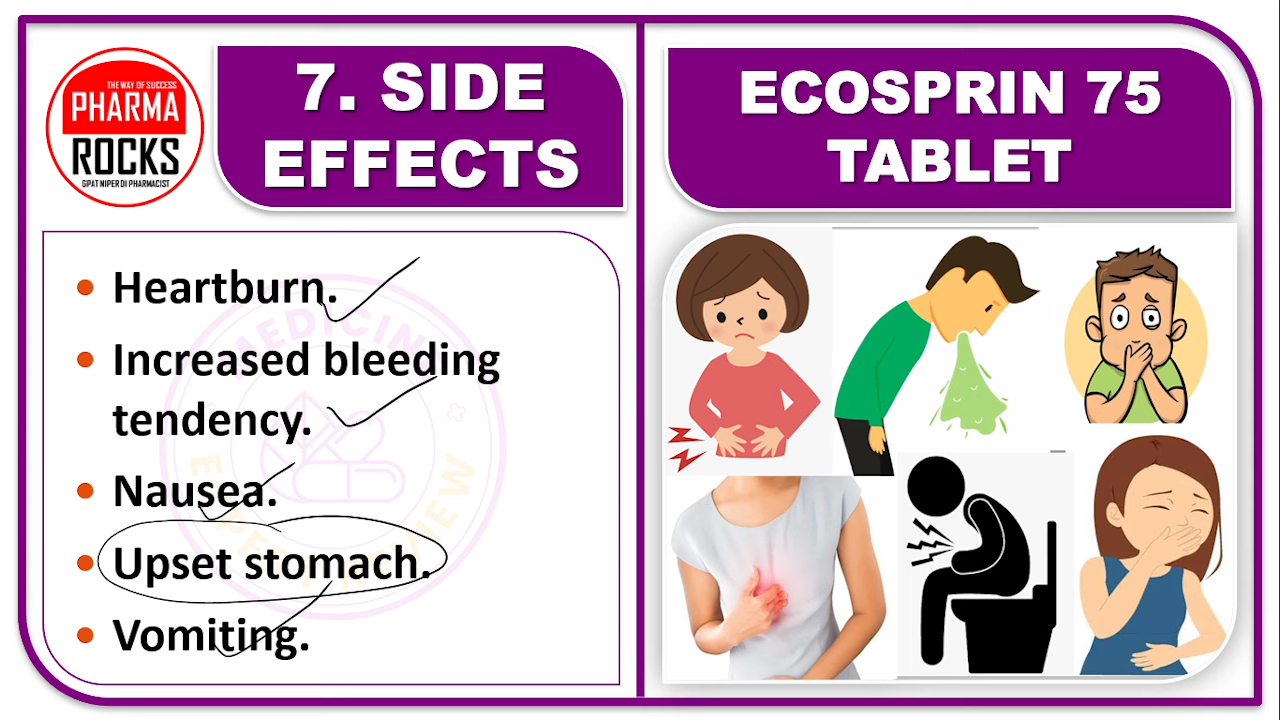 THE WAY OF SUCCESS
PHARMA
ROCKS
GPAT NIPER DI PHARMACIST
7. SIDE
EFFECTS
ECOSPRIN 75
TABLET
• Heartburn.
• Increased bleeding
tendency.
• Nausea.
• Upset stomach.
• Vomiting.